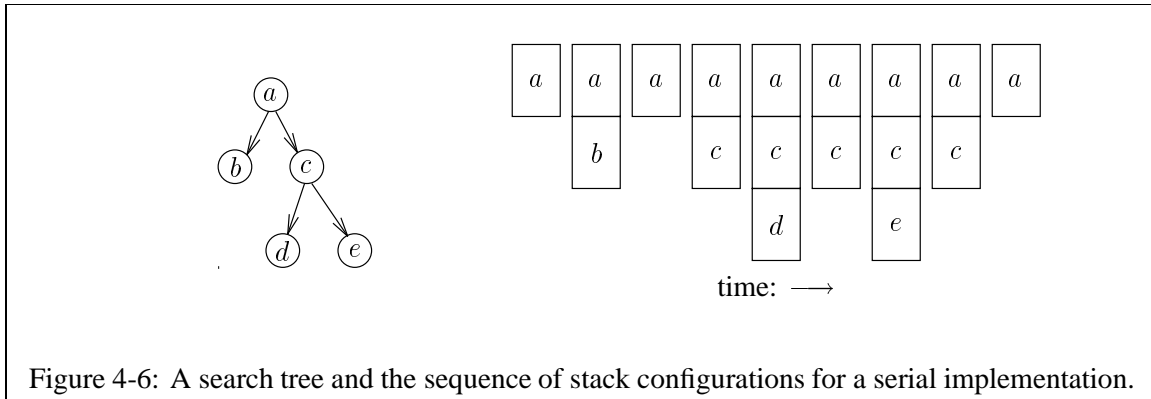 a
b c
d e
a a a a a a a a a
b c c c c c
d e
time: ⟶
Figure 4-6: A search tree and the sequence of stack configurations for a serial implementation.